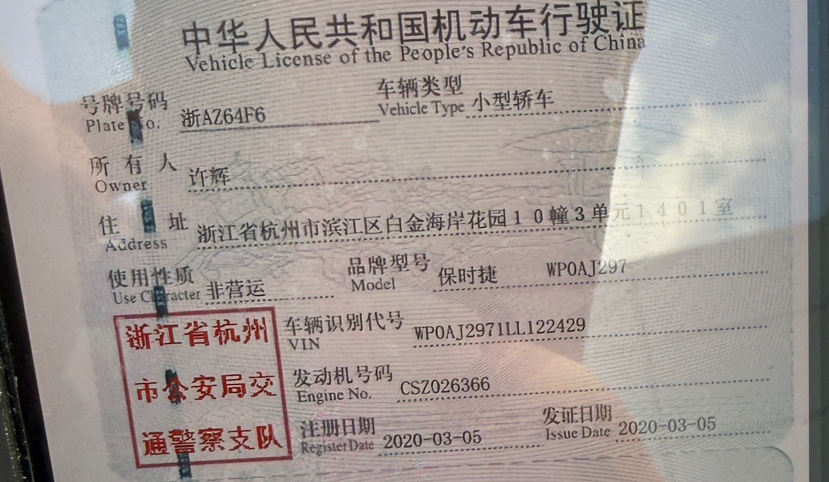 中华人民共和国机动车行驶证
Vehicle License of the People's Republic of China
号牌号码 浙AZ64F6 车辆类型 小型轿车
Plate No. Vehicle Type
所有人 许辉
Owner
住址 浙江省杭州市滨江区白金海岸花园10幢3单元1401室
Address
使用性质 非营运 品牌型号 保时捷 WP0AJ297
Use Character Model
浙江省杭州
市公安局交
通警察支队
车辆识别代号 WP0AJ2971LL122429
VIN
发动机号码 CSZ026366
Engine No.
注册日期 2020-03-05 发证日期 2020-03-05
Register Date Issue Date